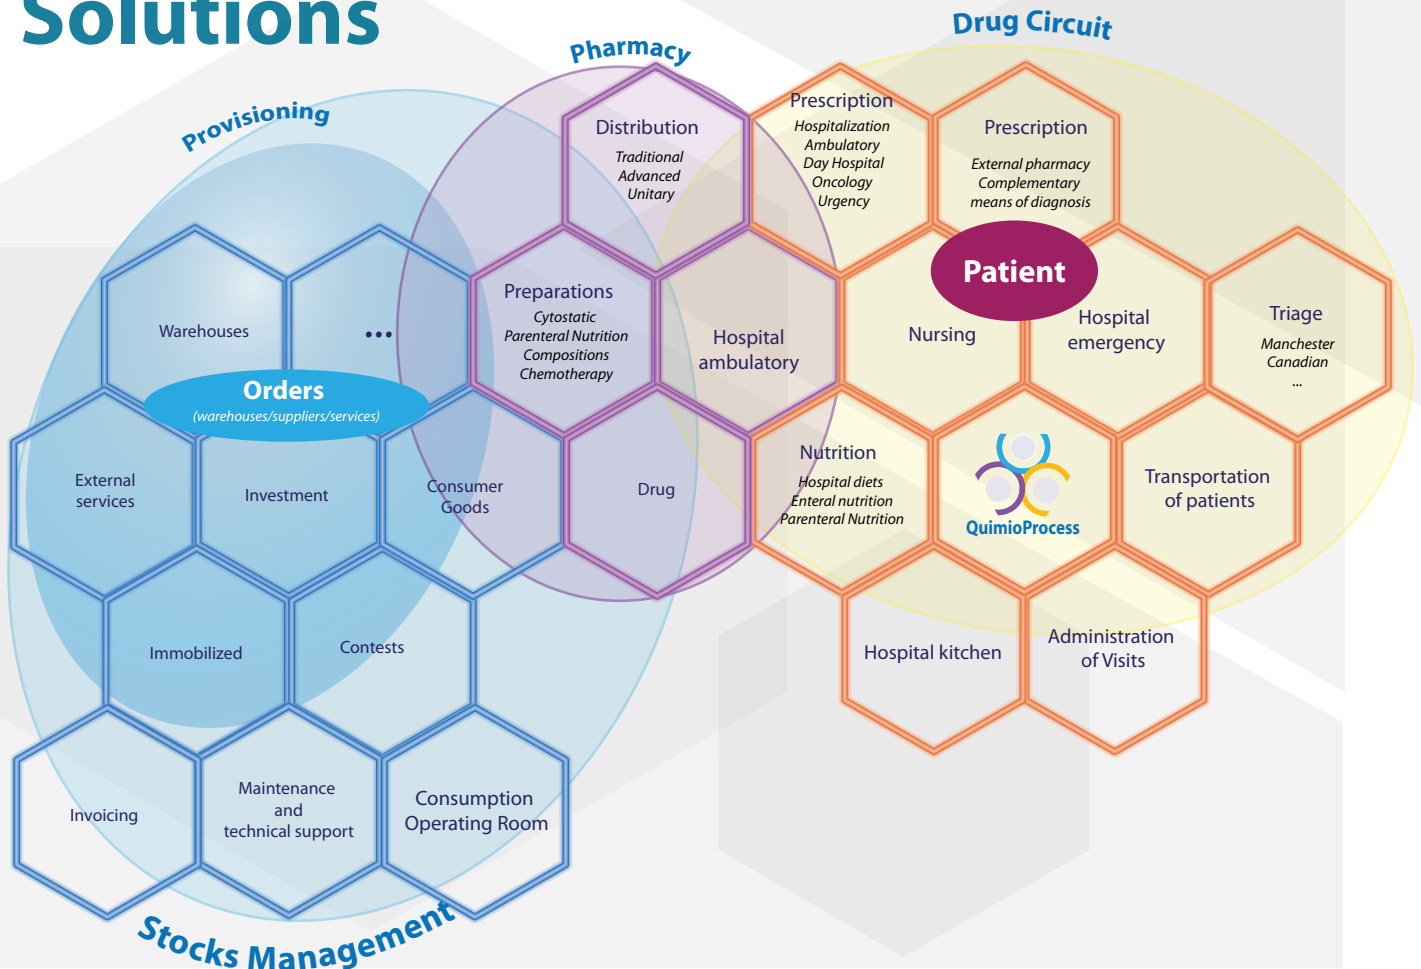 Solutions
Provisioning
Pharmacy
Drug Circuit
Distribution
Traditional
Advanced
Unitary
Prescription
Hospitalization
Ambulatory
Day Hospital
Oncology
Urgency
Prescription
External pharmacy
Complementary
means of diagnosis
Patient
Warehouses
...
Orders
(warehouses/suppliers/services)
Preparations
Cytostatic
Parenteral Nutrition
Compositions
Chemotherapy
Hospital
ambulatory
Nursing
Hospital
emergency
Triage
Manchester
Canadian
...
External
services
Investment
Consumer
Goods
Drug
Nutrition
Hospital diets
Enteral nutrition
Parenteral Nutrition
QuimioProcess
Transportation
of patients
Immobilized
Contests
Hospital kitchen
Administration
of Visits
Invoicing
Maintenance
and
technical support
Consumption
Operating Room
Stocks Management